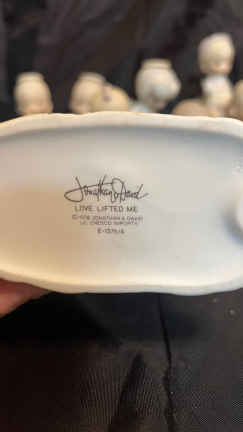 Jonathan & David
LOVE LIFTED ME
© 1978 JONATHAN & DAVID
LIC. ENESCO IMPORTS
E-1375/A